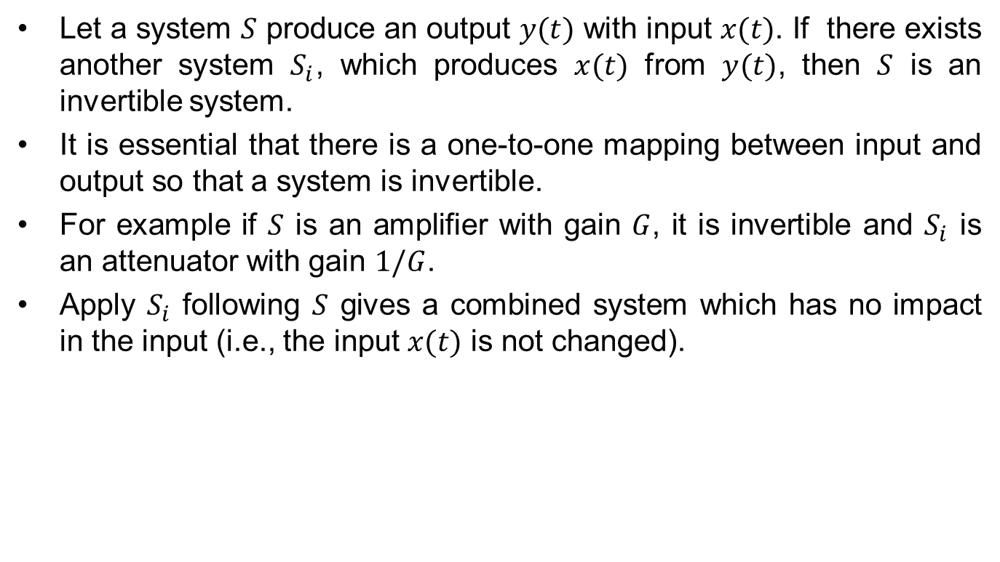 • Let a system 𝑆 produce an output 𝑦(𝑡) with input 𝑥(𝑡). If there exists
another system 𝑆ᵢ, which produces 𝑥(𝑡) from 𝑦(𝑡), then 𝑆 is an
invertible system.
• It is essential that there is a one-to-one mapping between input and
output so that a system is invertible.
• For example if 𝑆 is an amplifier with gain 𝐺, it is invertible and 𝑆ᵢ is
an attenuator with gain 1/𝐺.
• Apply 𝑆ᵢ following 𝑆 gives a combined system which has no impact
in the input (i.e., the input 𝑥(𝑡) is not changed).